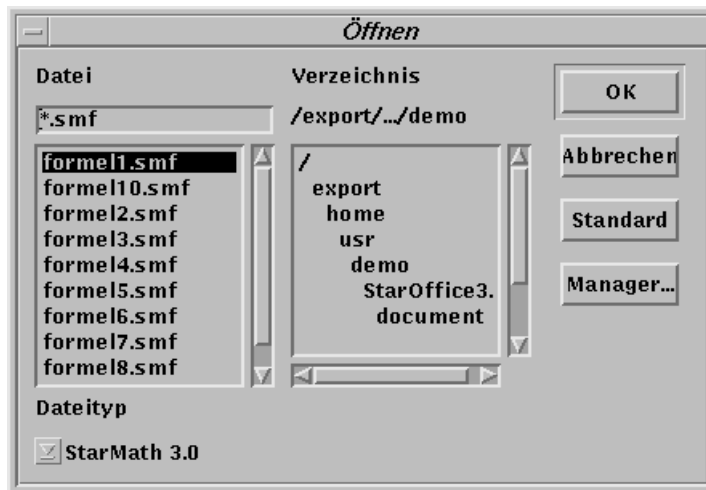 Öffnen
Datei
*.smf
formel1.smf
formel10.smf
formel2.smf
formel3.smf
formel4.smf
formel5.smf
formel6.smf
formel7.smf
formel8.smf
Dateityp
StarMath 3.0
Verzeichnis
/export/.../demo
/
export
home
usr
demo
StarOffice3.
document
OK
Abbrechen
Standard
Manager...